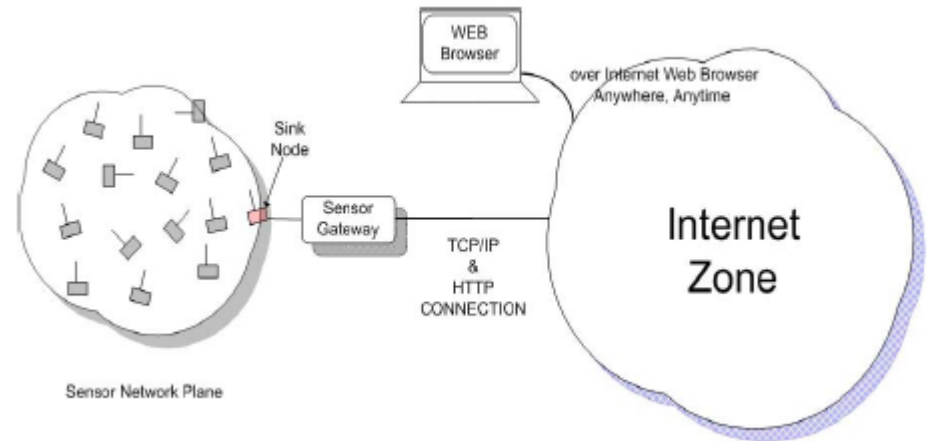 WEB
Browser
over Internet Web Browser
Anywhere, Anytime
Sink
Node
Sensor
Gateway
TCP/IP
&
HTTP
CONNECTION
Internet
Zone
Sensor Network Plane